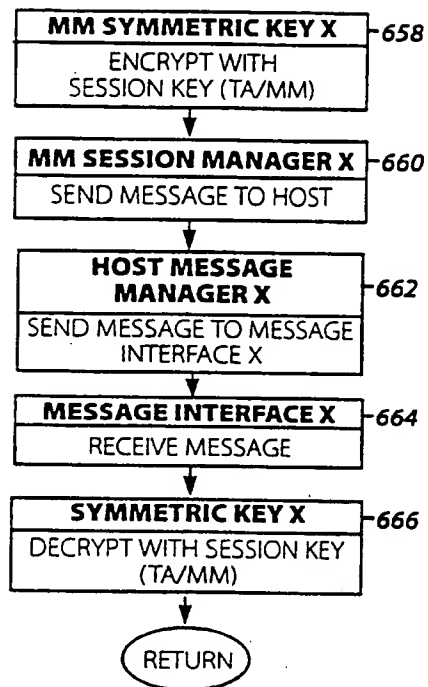 MM SYMMETRIC KEY X 658
ENCRYPT WITH
SESSION KEY (TA/MM)
MM SESSION MANAGER X 660
SEND MESSAGE TO HOST
HOST MESSAGE
MANAGER X 662
SEND MESSAGE TO MESSAGE
INTERFACE X
MESSAGE INTERFACE X 664
RECEIVE MESSAGE
SYMMETRIC KEY X 666
DECRYPT WITH SESSION KEY
(TA/MM)
RETURN